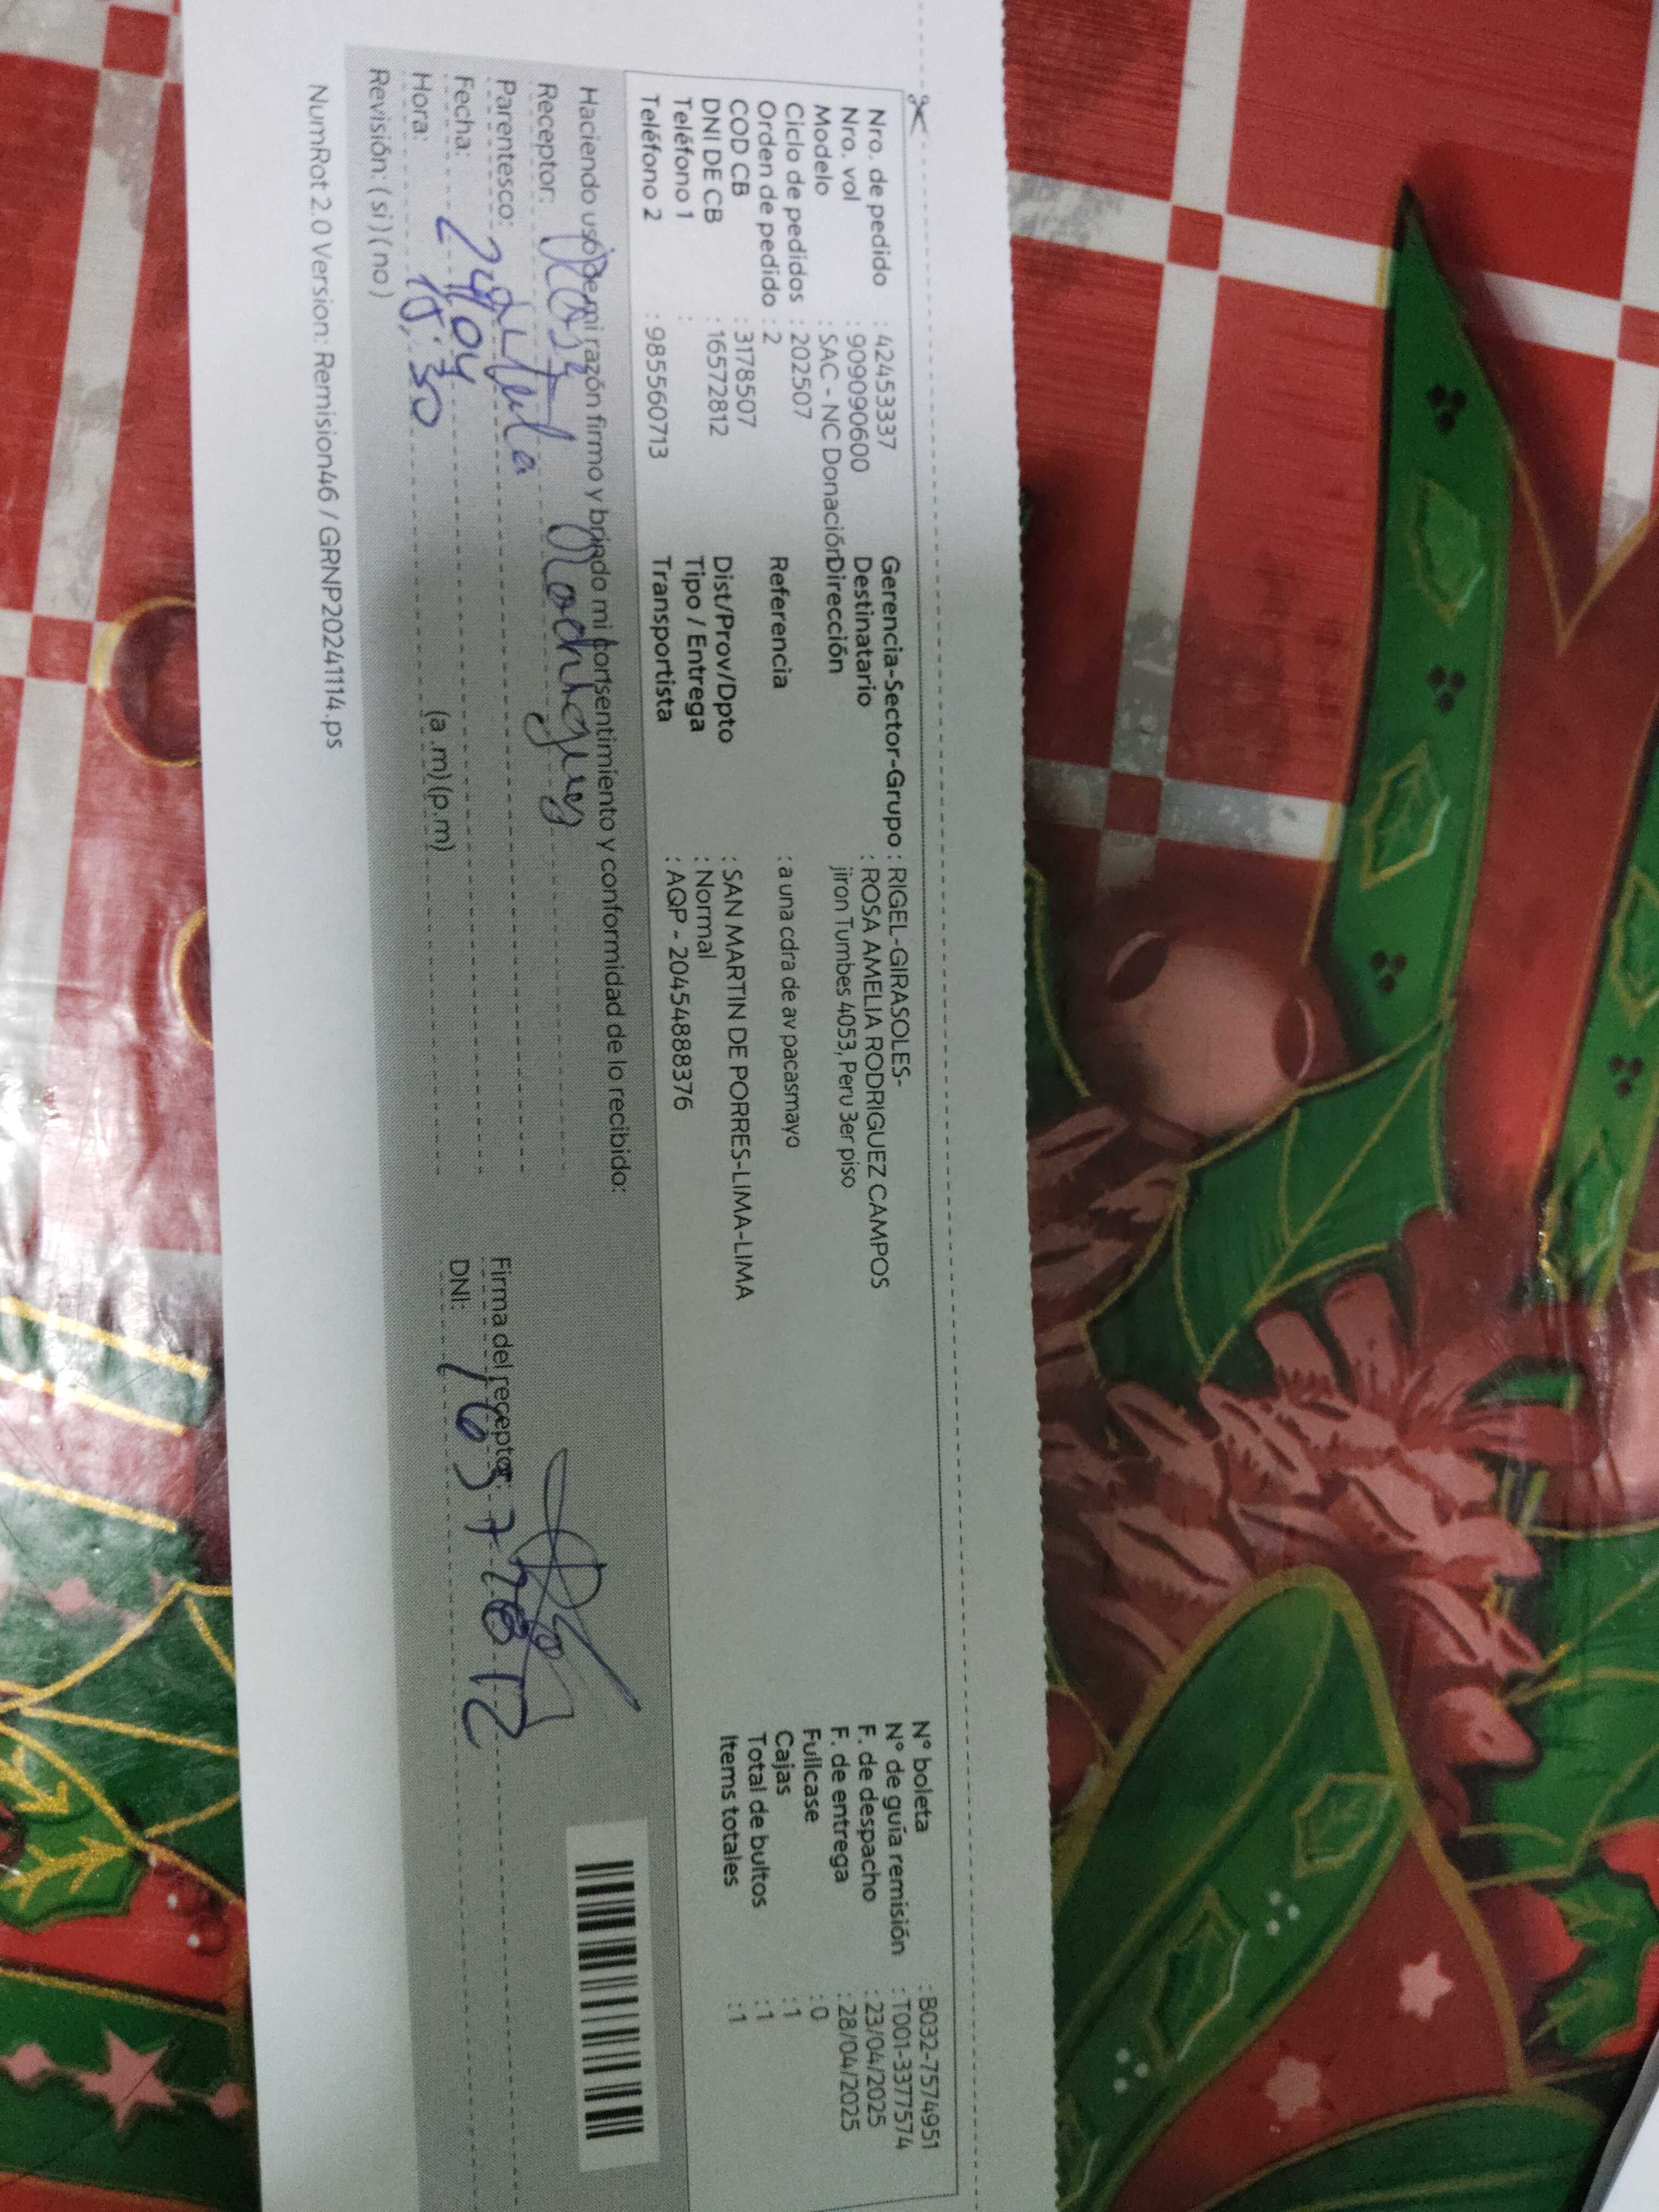 Nro. de pedido : 42453337
Nro. vol : 9090090600
Modelo : SAC - NC Donación
Ciclo de pedidos : 202507
Orden de pedido : 2
COD CB : 3178507
DNI DE CB : 16572812
Teléfono 1 :
Teléfono 2 : 985560713
Gerencia-Sector-Grupo : RIGEL-GIRASOLES-
Destinatario : ROSA AMELIA RODRIGUEZ CAMPOS
Dirección jiron Tumbes 4053, Peru 3er piso
Referencia : a una cdra de av pacasmayo
Dist/Prov/Dpto : SAN MARTIN DE PORRES-LIMA-LIMA
Tipo / Entrega : Normal
Transportista : AQP - 20454888376
N° boleta : B032-7574951
N° de guía remisión : T001-3377574
F. de despacho : 23/04/2025
F. de entrega : 28/04/2025
Fullcase : 0
Cajas : 1
Total de bultos : 1
Items totales : 1
Haciendo uso de mi razón firmo y brindo mi consentimiento y conformidad de lo recibido:
Receptor: Rosa Rodriguez
Parentesco: titula
Fecha: 24/04
Hora: 15:30 (a.m) (p.m)
Revisión: (si) (no)
Firma del receptor:
DNI: 16572812
NumRot 2.0 Version: Remision46 / GRNP20241114.ps